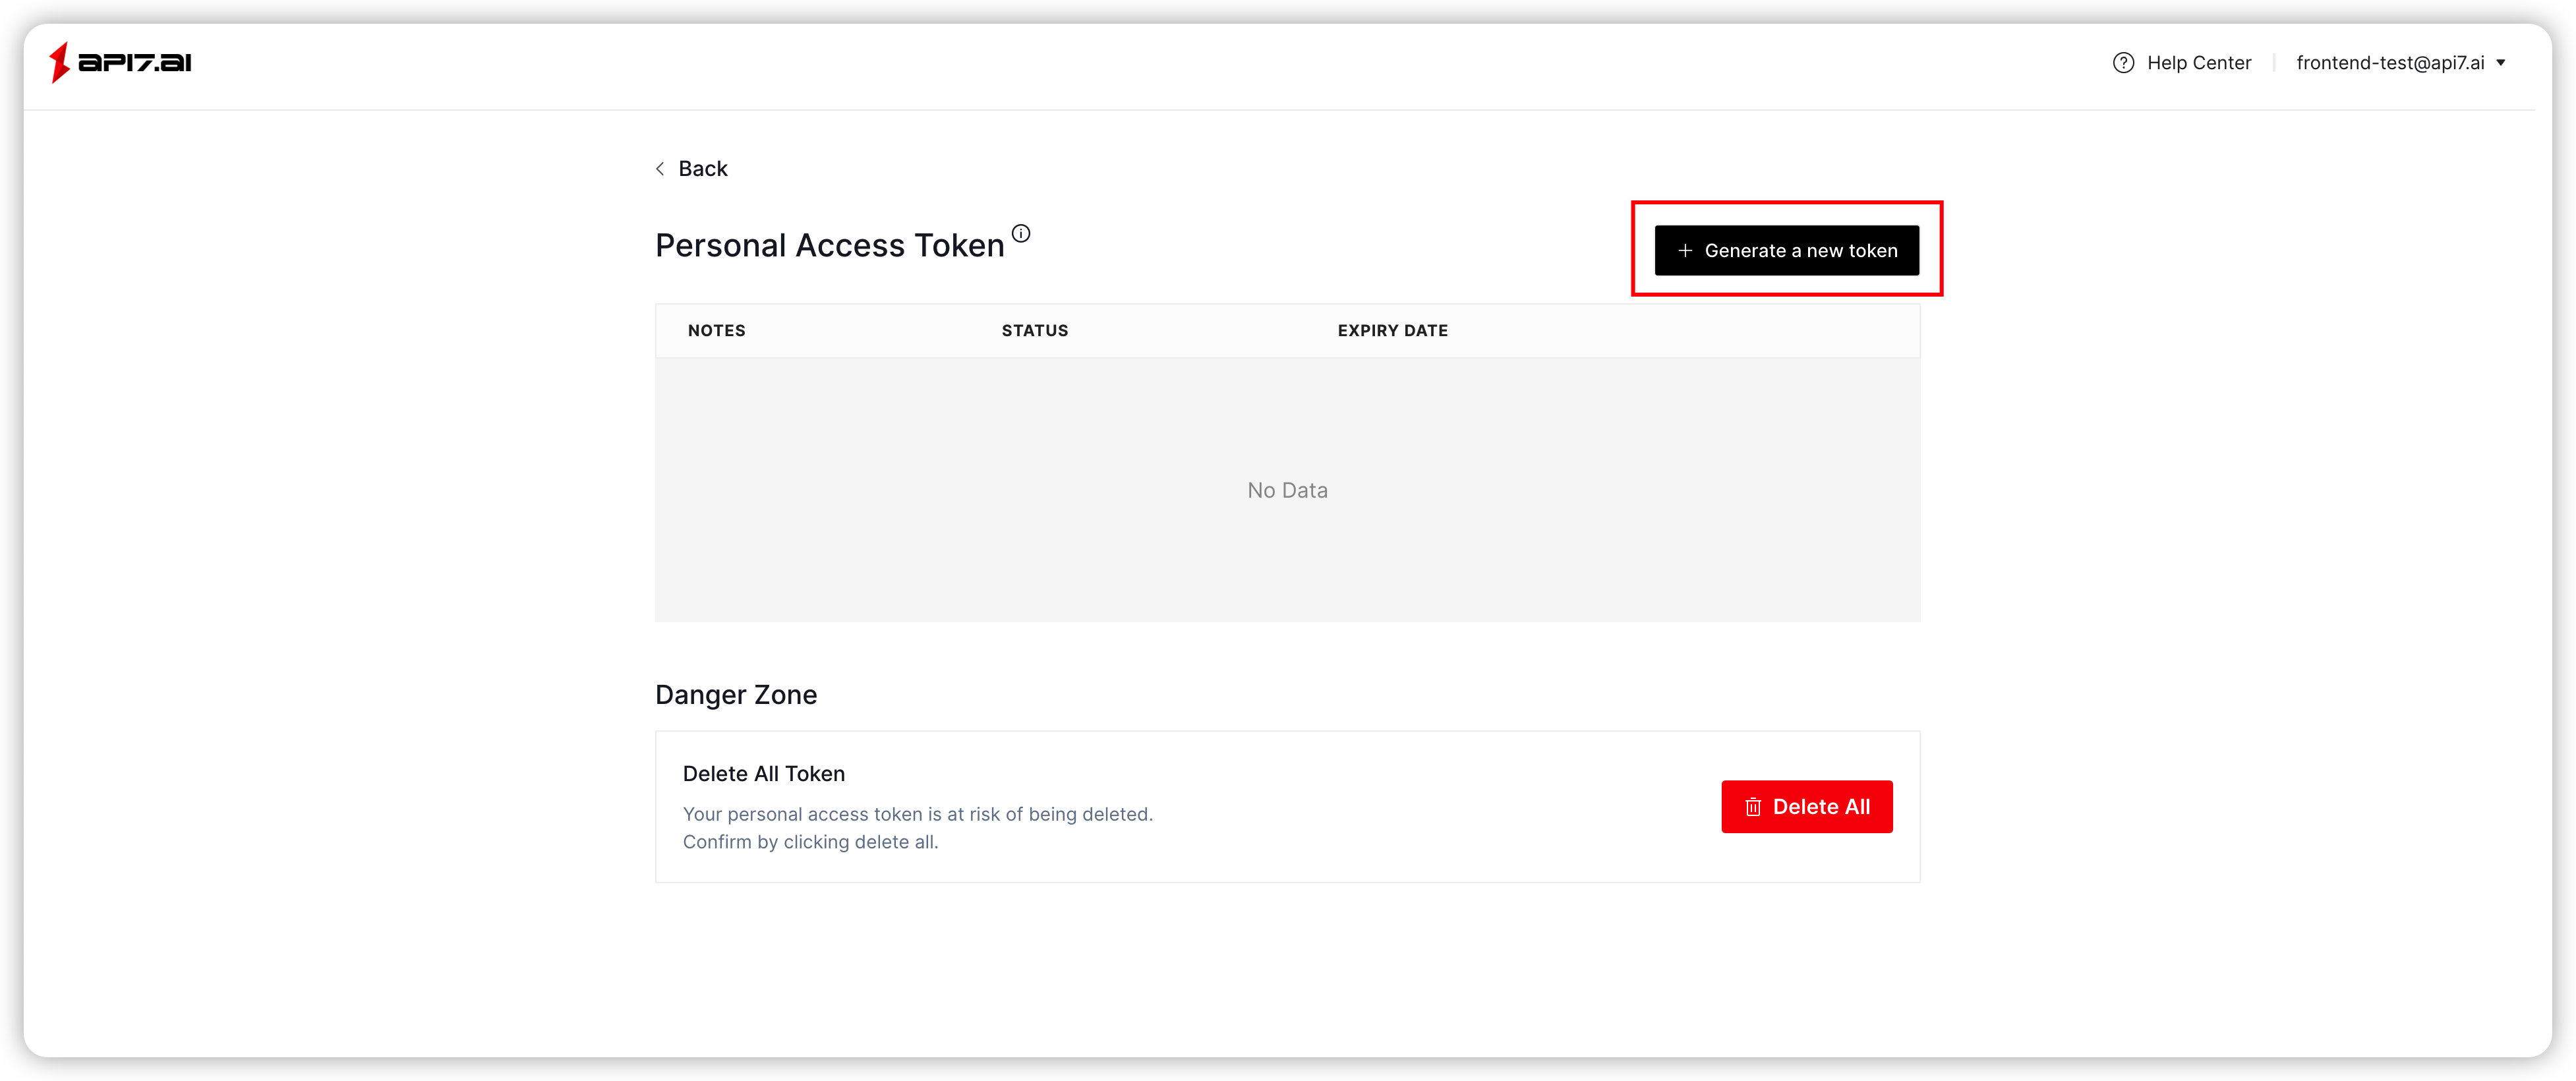 API7.AI
Help Center
frontend-test@api7.ai
Back
Personal Access Token
Generate a new token
NOTES STATUS EXPIRY DATE
No Data
Danger Zone
Delete All Token
Your personal access token is at risk of being deleted.
Confirm by clicking delete all.
Delete All